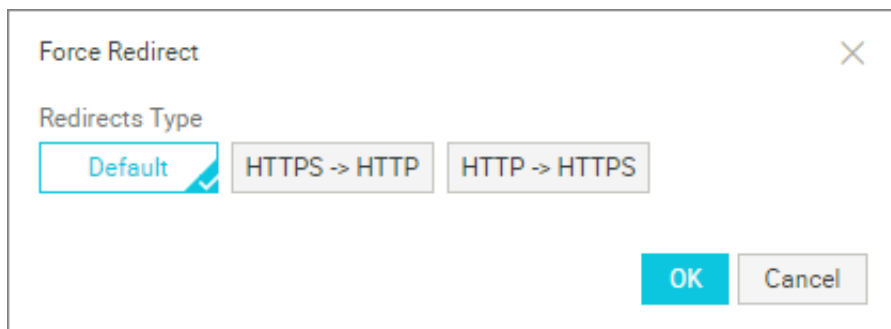 Force Redirect
Redirects Type
Default HTTPS -> HTTP HTTP -> HTTPS
OK Cancel